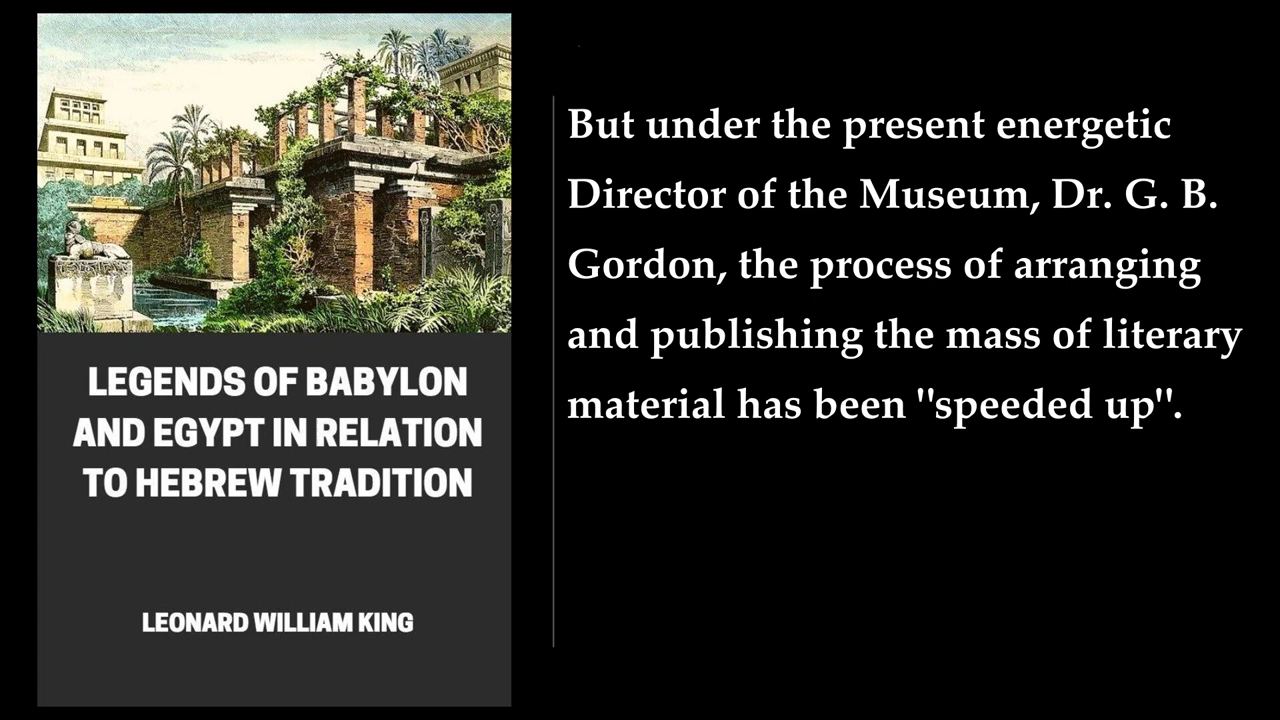 LEGENDS OF BABYLON
AND EGYPT IN RELATION
TO HEBREW TRADITION
LEONARD WILLIAM KING
But under the present energetic
Director of the Museum, Dr. G. B.
Gordon, the process of arranging
and publishing the mass of literary
material has been "speeded up".